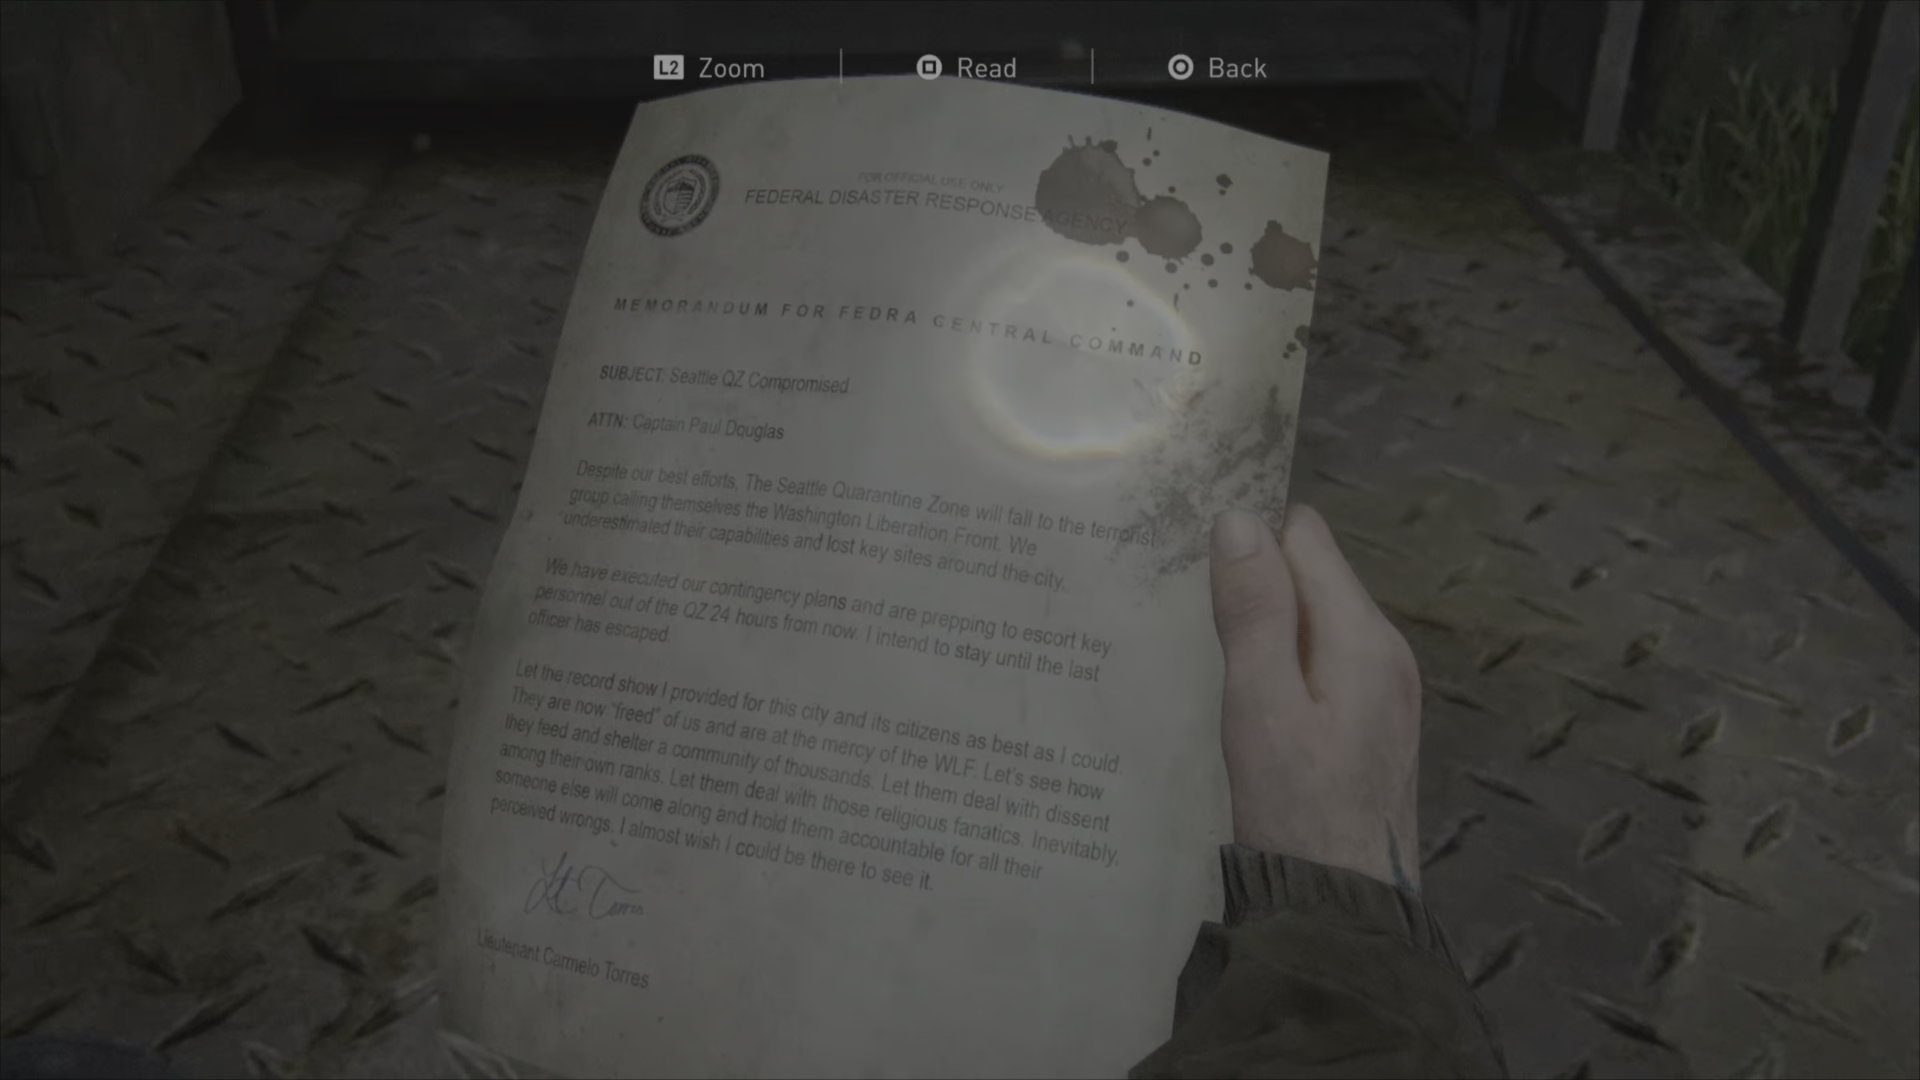 L2 Zoom | Read | Back
FOR OFFICIAL USE ONLY
FEDERAL DISASTER RESPONSE AGENCY
MEMORANDUM FOR FEDRA CENTRAL COMMAND
SUBJECT: Seattle QZ Compromised
ATTN: Captain Paul Douglas
Despite our best efforts, The Seattle Quarantine Zone will fall to the terrorist
group calling themselves the Washington Liberation Front. We
underestimated their capabilities and lost key sites around the city.
We have executed our contingency plans and are prepping to escort key
personnel out of the QZ 24 hours from now. I intend to stay until the last
officer has escaped.
Let the record show I provided for this city and its citizens as best as I could.
They are now "freed" of us and are at the mercy of the WLF. Let's see how
they feed and shelter a community of thousands. Let them deal with dissent
among their own ranks. Let them deal with those religious fanatics. Inevitably,
someone else will come along and hold them accountable for all their
perceived wrongs. I almost wish I could be there to see it.
Lt Torres
Lieutenant Carmelo Torres